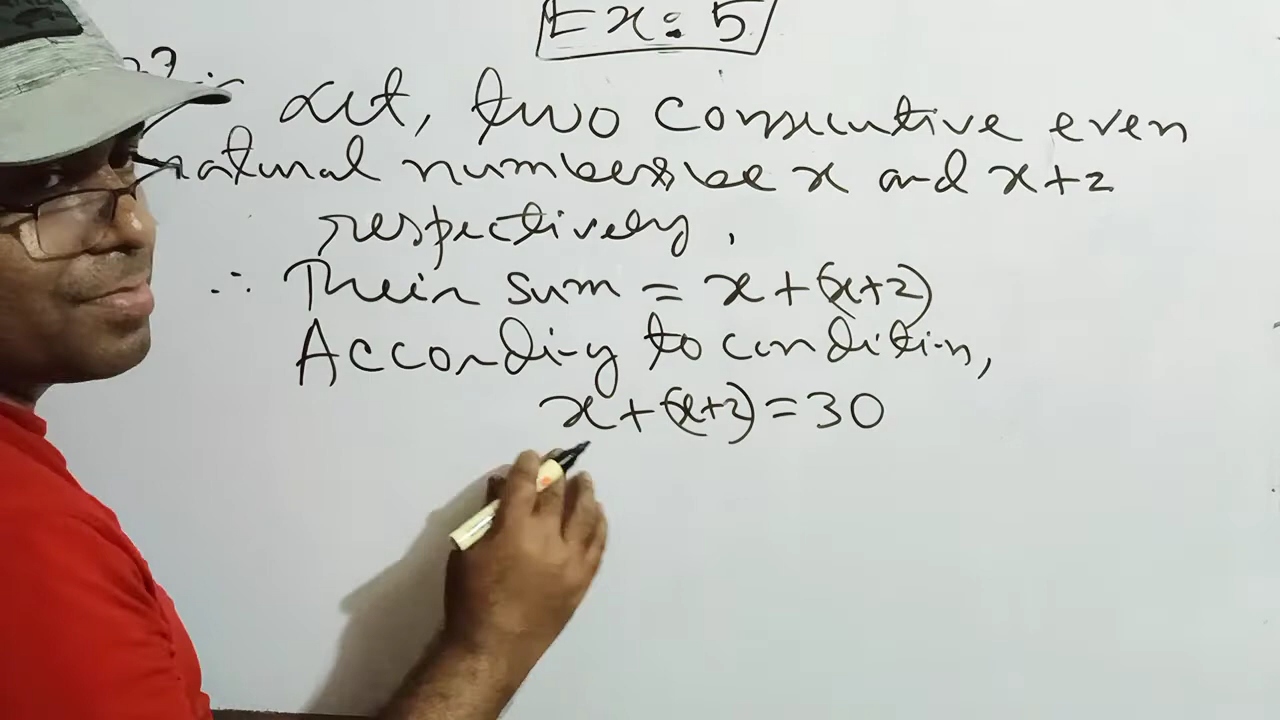 Ex: 5
Let, two consecutive even
natural numbers be x and x+2
respectively,
∴ Their sum = x+(x+2)
According to condition,
x+(x+2)=30